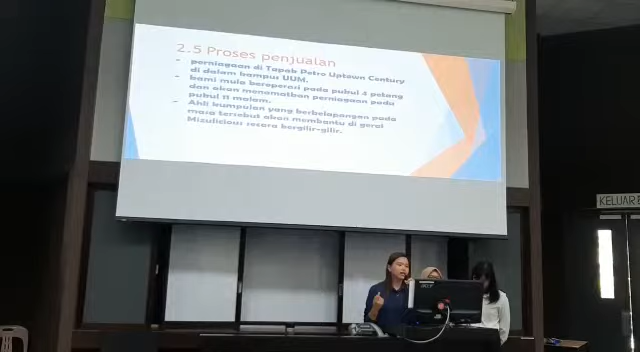 2.5 Proses penjualan
- perniagaan di Tapak Petro Uptown Century
di dalam kampus UUM.
- kami mula beroperasi pada pukul 4 petang
dan akan menamatkan perniagaan pada
pukul 11 malam.
- Ahli kumpulan yang berkelapangan pada
masa tersebut akan membantu di gerai
Mizulicious secara bergilir-gilir.
KELUAR
acer